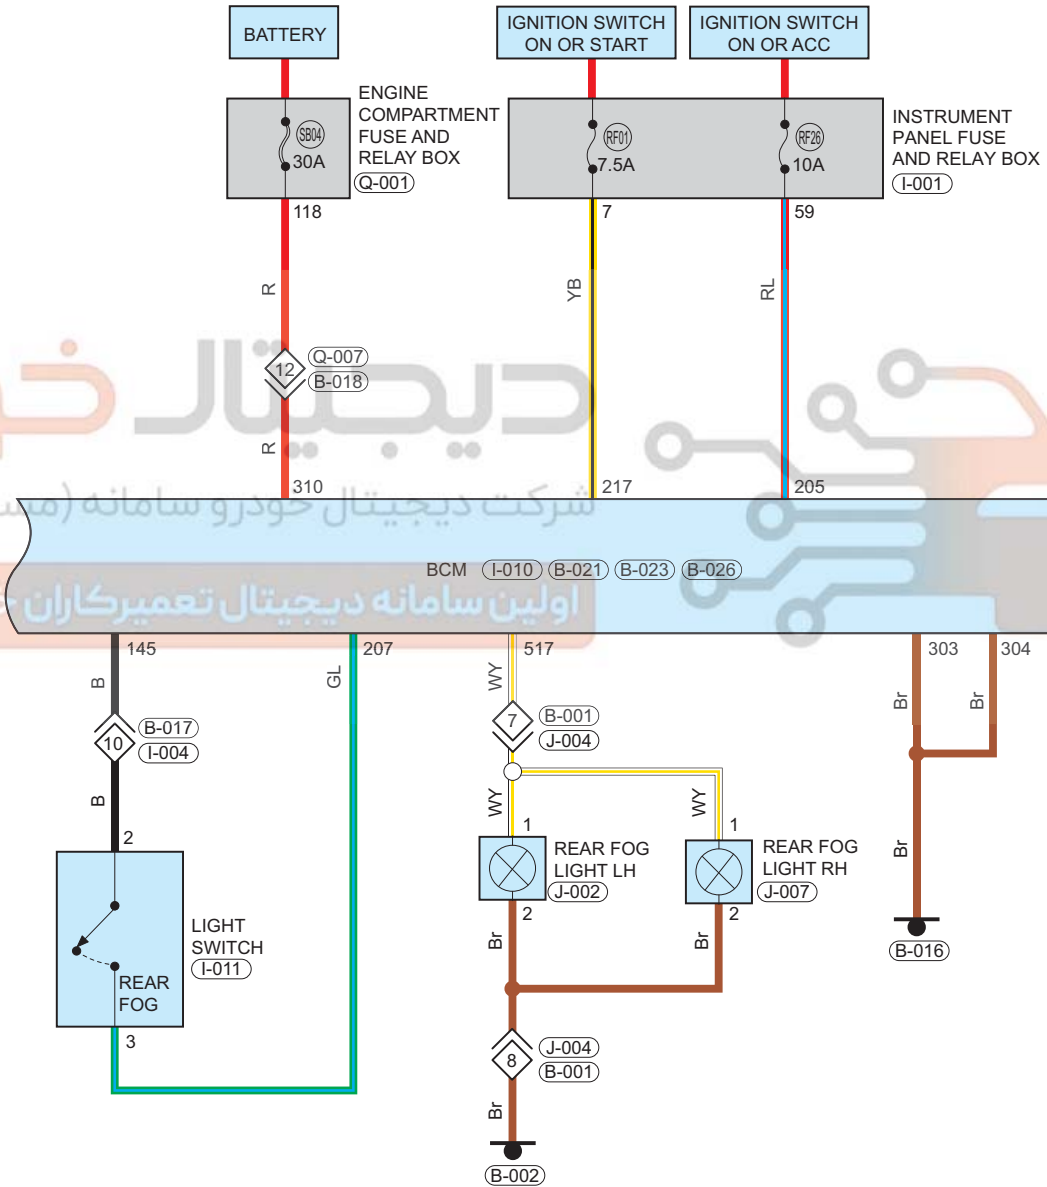 BATTERY
IGNITION SWITCH
ON OR START
IGNITION SWITCH
ON OR ACC
ENGINE
COMPARTMENT
FUSE AND
RELAY BOX
Q-001
SB04
30A
RF01
7.5A
RF26
10A
INSTRUMENT
PANEL FUSE
AND RELAY BOX
I-001
118
7
59
R
YB
RL
12
Q-007
B-018
R
دیجیتال خو
310
217
205
شرکت دیجیتال خودرو سامانه (مس
BCM I-010 B-021 B-023 B-026
اولین سامانه دیجیتال تعمیرکاران
145
207
517
303
304
B
GL
WY
Br
Br
10
B-017
I-004
7
B-001
J-004
B
WY
WY
Br
2
1
1
REAR FOG
LIGHT LH
J-002
REAR FOG
LIGHT RH
J-007
2
2
LIGHT
SWITCH
I-011
REAR
FOG
Br
Br
B-016
3
8
J-004
B-001
Br
B-002